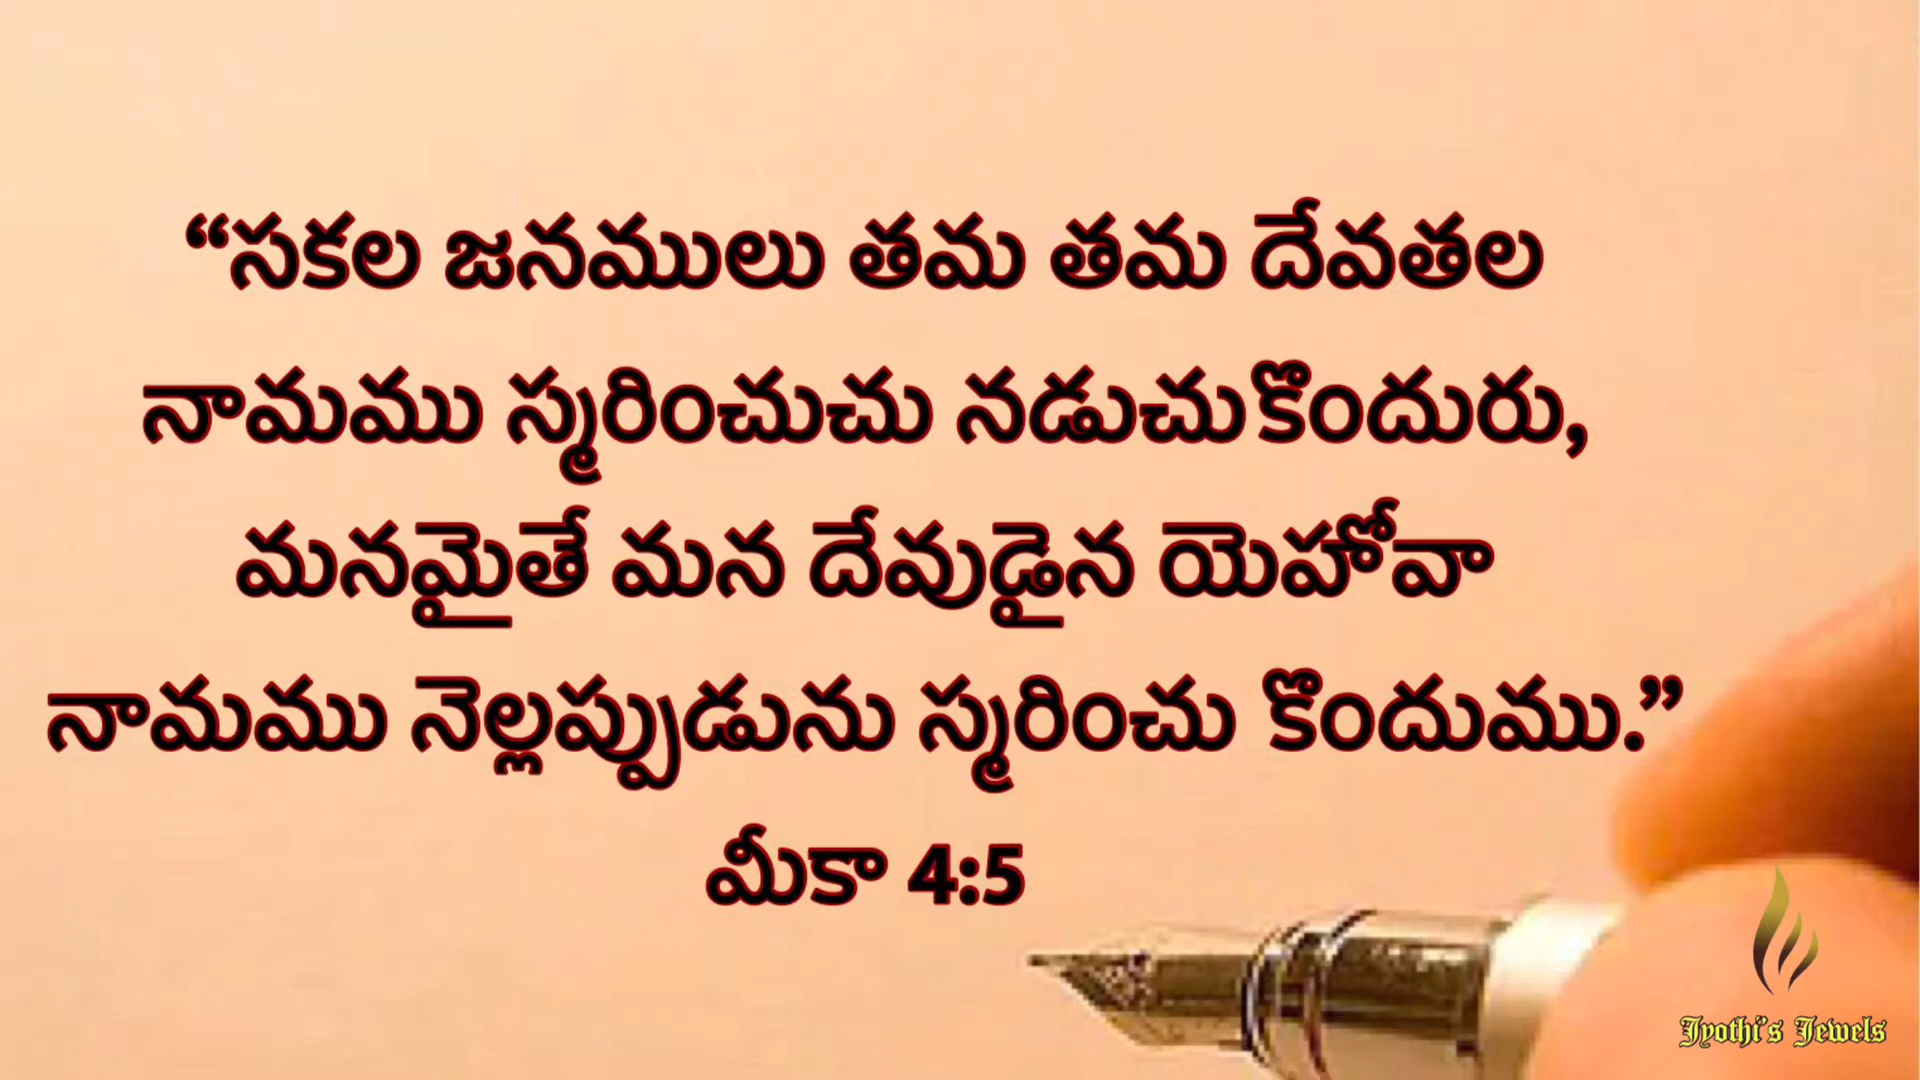 “సకల జనములు తమ తమ దేవతల
నామము స్మరించుచు నడుచుకొందురు,
మనమైతే మన దేవుడైన యెహోవా
నామము నెల్లప్పుడును స్మరించు కొందుము.”
మీకా 4:5
Jyothi's Jewels